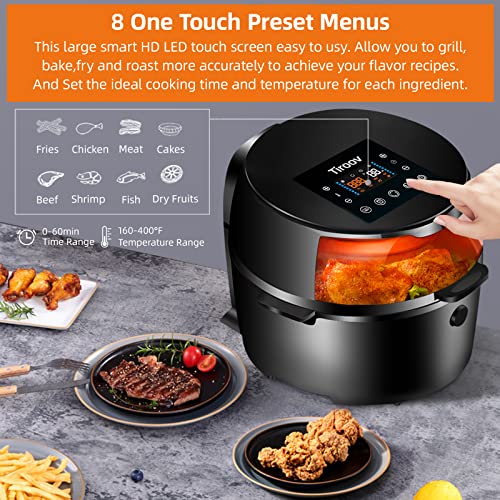 8 One Touch Preset Menus
This large smart HD LED touch screen easy to use. Allow you to grill,
bake,fry and roast more accurately to achieve your flavor recipes.
And Set the ideal cooking time and temperature for each ingredient.
Fries Chicken Meat Cakes
Beef Shrimp Fish Dry Fruits
0-60min 160-400°F
Time Range Temperature Range
Tiroov